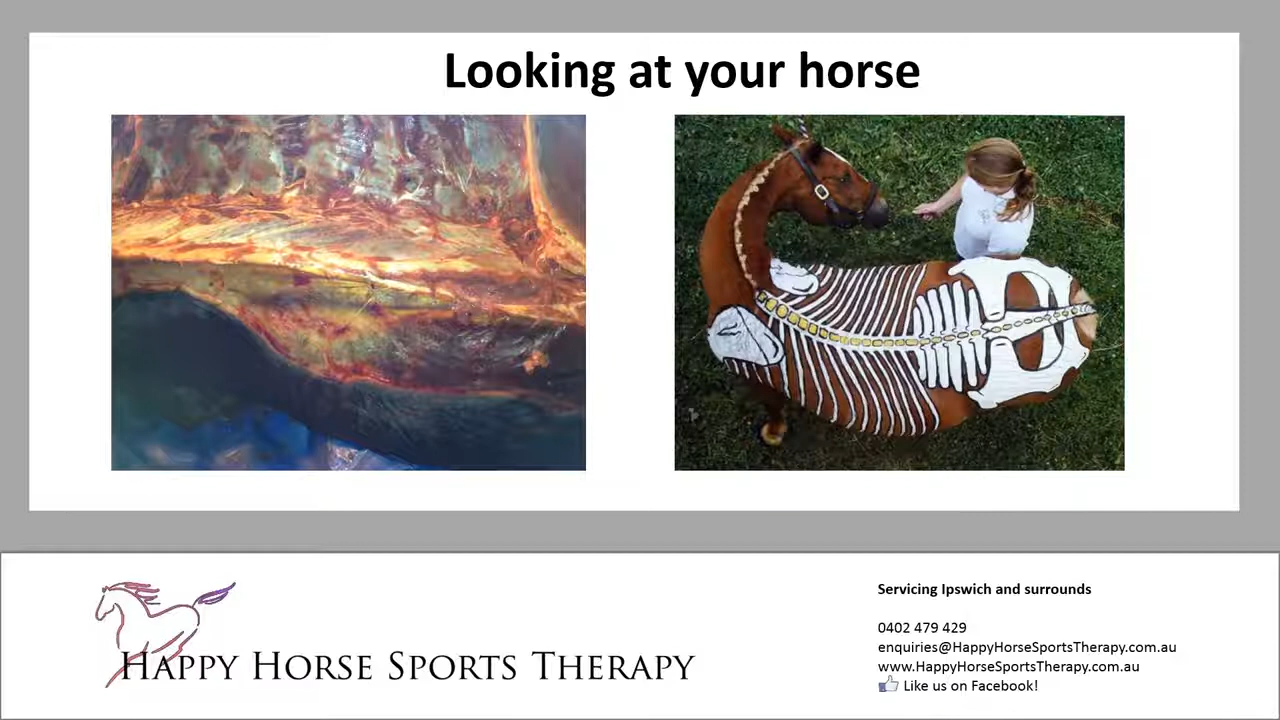 Looking at your horse
HAPPY HORSE SPORTS THERAPY
Servicing Ipswich and surrounds
0402 479 429
enquiries@HappyHorseSportsTherapy.com.au
www.HappyHorseSportsTherapy.com.au
Like us on Facebook!